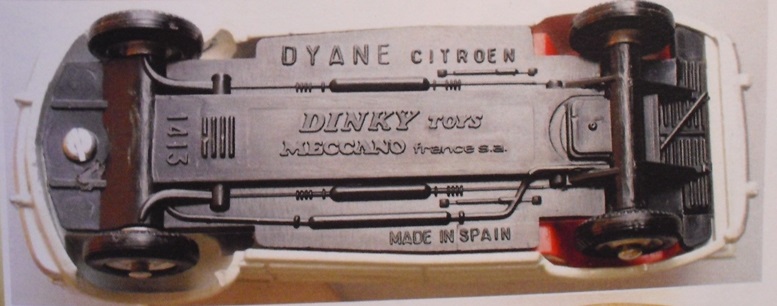 DYANE CITROEN
DINKY TOYS
MECCANO france s.a.
1413
MADE IN SPAIN